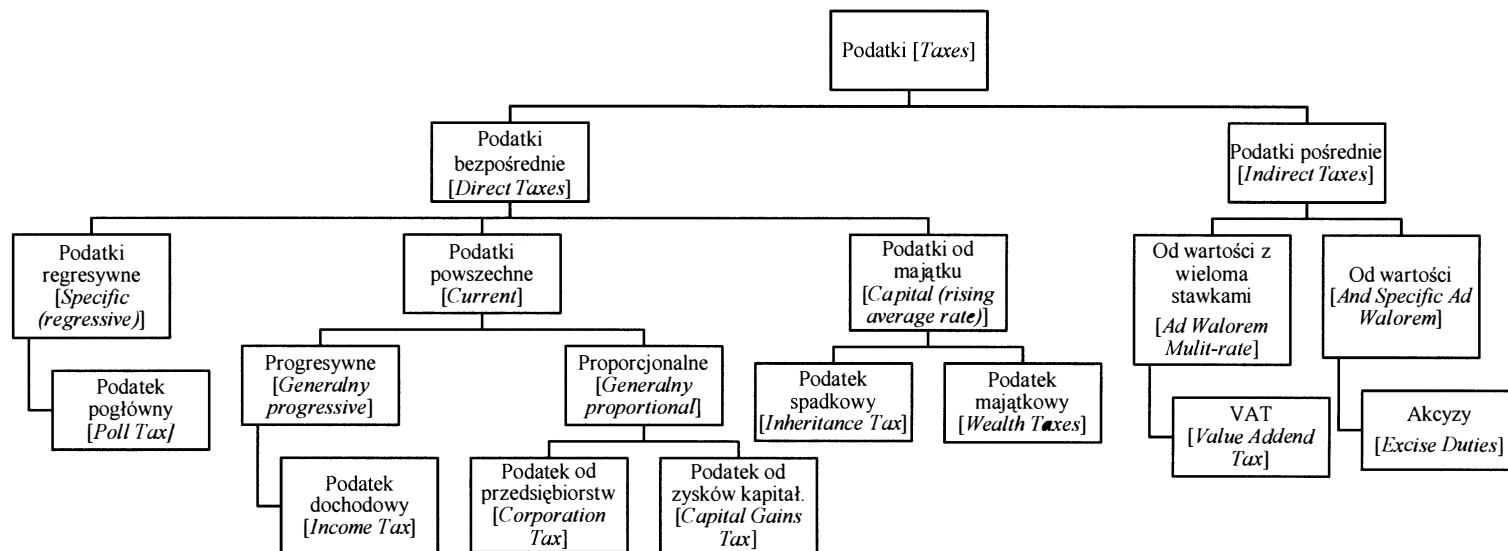 Podatki [Taxes]
Podatki
bezpośrednie
[Direct Taxes]
Podatki pośrednie
[Indirect Taxes]
Podatki
regresywne
[Specific
(regressive)]
Podatki
powszechne
[Current]
Podatki od
majątku
[Capital (rising
average rate)]
Od wartości z
wieloma
stawkami
[Ad Walorem
Mulit-rate]
Od wartości
[And Specific Ad
Walorem]
Podatek
pogłówny
[Poll Tax]
Progresywne
[Generalny
progressive]
Proporcjonalne
[Generalny
proportional]
Podatek
spadkowy
[Inheritance Tax]
Podatek
majątkowy
[Wealth Taxes]
VAT
[Value Addend
Tax]
Akcyzy
[Excise Duties]
Podatek
dochodowy
[Income Tax]
Podatek od
przedsiębiorstw
[Corporation
Tax]
Podatek od
zysków kapitał.
[Capital Gains
Tax]